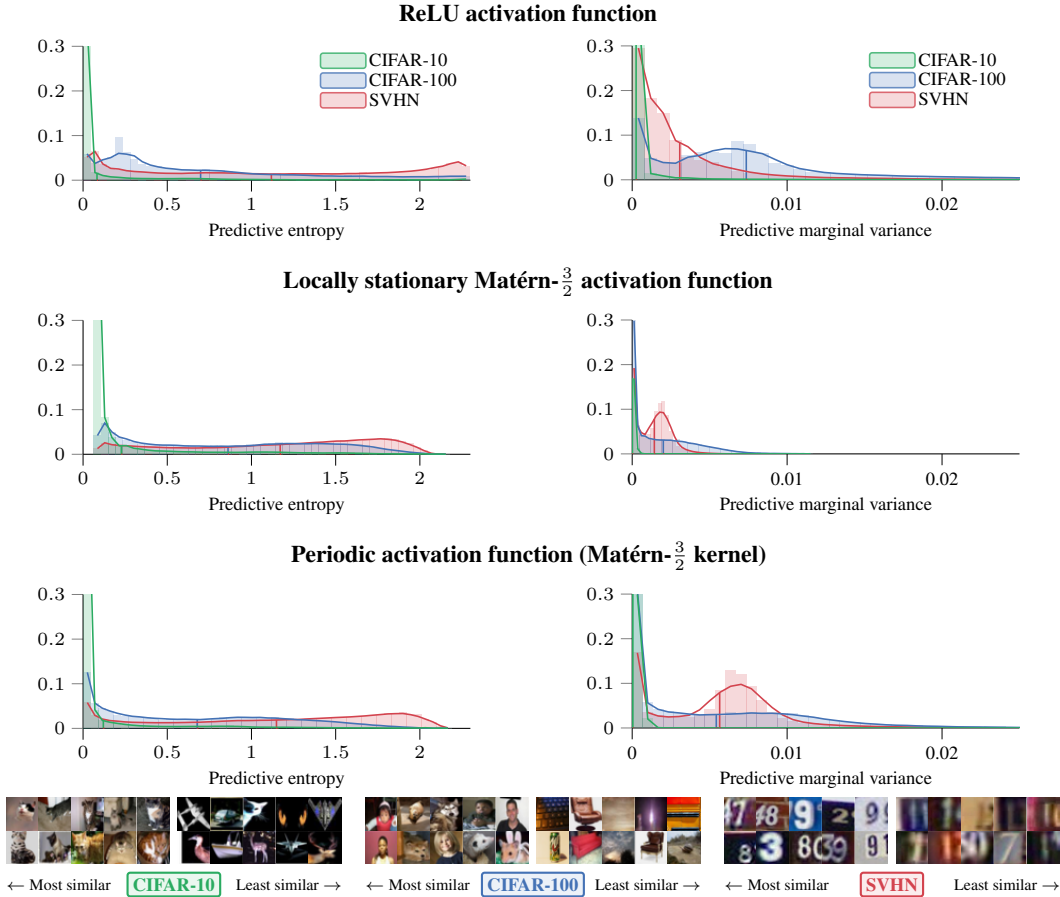 ReLU activation function
0.3
0.2
0.1
0
0 0.5 1 1.5 2
Predictive entropy
CIFAR-10
CIFAR-100
SVHN
0.3
0.2
0.1
0
0 0.01 0.02
Predictive marginal variance
CIFAR-10
CIFAR-100
SVHN
Locally stationary Matérn-3/2 activation function
0.3
0.2
0.1
0
0 0.5 1 1.5 2
Predictive entropy
0.3
0.2
0.1
0
0 0.01 0.02
Predictive marginal variance
Periodic activation function (Matérn-3/2 kernel)
0.3
0.2
0.1
0
0 0.5 1 1.5 2
Predictive entropy
0.3
0.2
0.1
0
0 0.01 0.02
Predictive marginal variance
← Most similar CIFAR-10 Least similar →
← Most similar CIFAR-100 Least similar →
← Most similar SVHN Least similar →